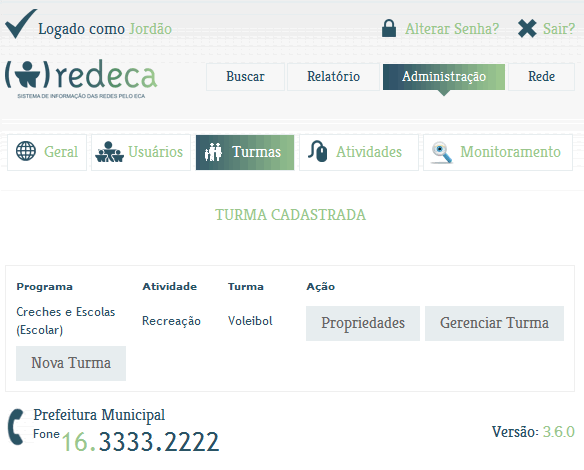 Logado como Jordão
Alterar Senha? Sair?
redeca
SISTEMA DE INFORMAÇÃO DAS REDES PELO ECA
Buscar Relatório Administração Rede
Geral Usuários Turmas Atividades Monitoramento
TURMA CADASTRADA
Programa Atividade Turma Ação
Creches e Escolas
(Escolar)
Recreação Voleibol Propriedades Gerenciar Turma
Nova Turma
Prefeitura Municipal
Fone 16.3333.2222
Versão: 3.6.0